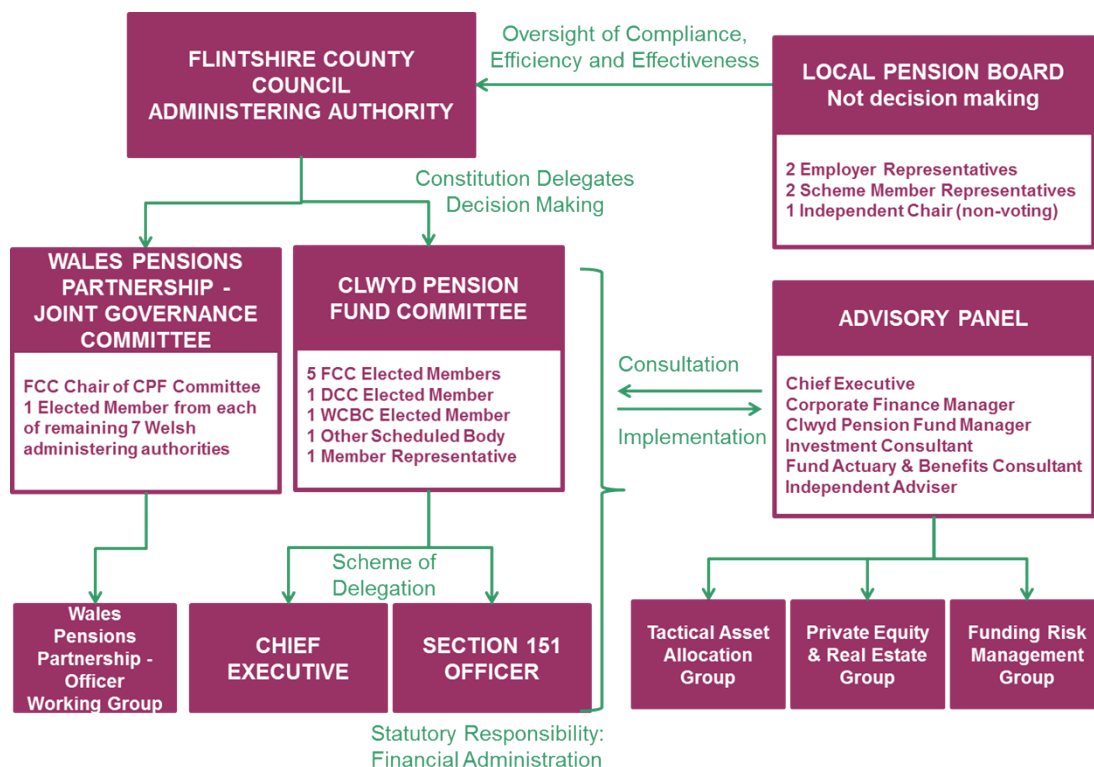 FLINTSHIRE COUNTY
COUNCIL
ADMINISTERING AUTHORITY
Oversight of Compliance,
Efficiency and Effectiveness
LOCAL PENSION BOARD
Not decision making
2 Employer Representatives
2 Scheme Member Representatives
1 Independent Chair (non-voting)
Constitution Delegates
Decision Making
WALES PENSIONS
PARTNERSHIP -
JOINT GOVERNANCE
COMMITTEE
FCC Chair of CPF Committee
1 Elected Member from each
of remaining 7 Welsh
administering authorities
CLWYD PENSION
FUND COMMITTEE
5 FCC Elected Members
1 DCC Elected Member
1 WCBC Elected Member
1 Other Scheduled Body
1 Member Representative
Consultation
Implementation
ADVISORY PANEL
Chief Executive
Corporate Finance Manager
Clwyd Pension Fund Manager
Investment Consultant
Fund Actuary & Benefits Consultant
Independent Adviser
Scheme of
Delegation
Wales
Pensions
Partnership -
Officer
Working Group
CHIEF
EXECUTIVE
SECTION 151
OFFICER
Tactical Asset
Allocation
Group
Private Equity
& Real Estate
Group
Funding Risk
Management
Group
Statutory Responsibility:
Financial Administration